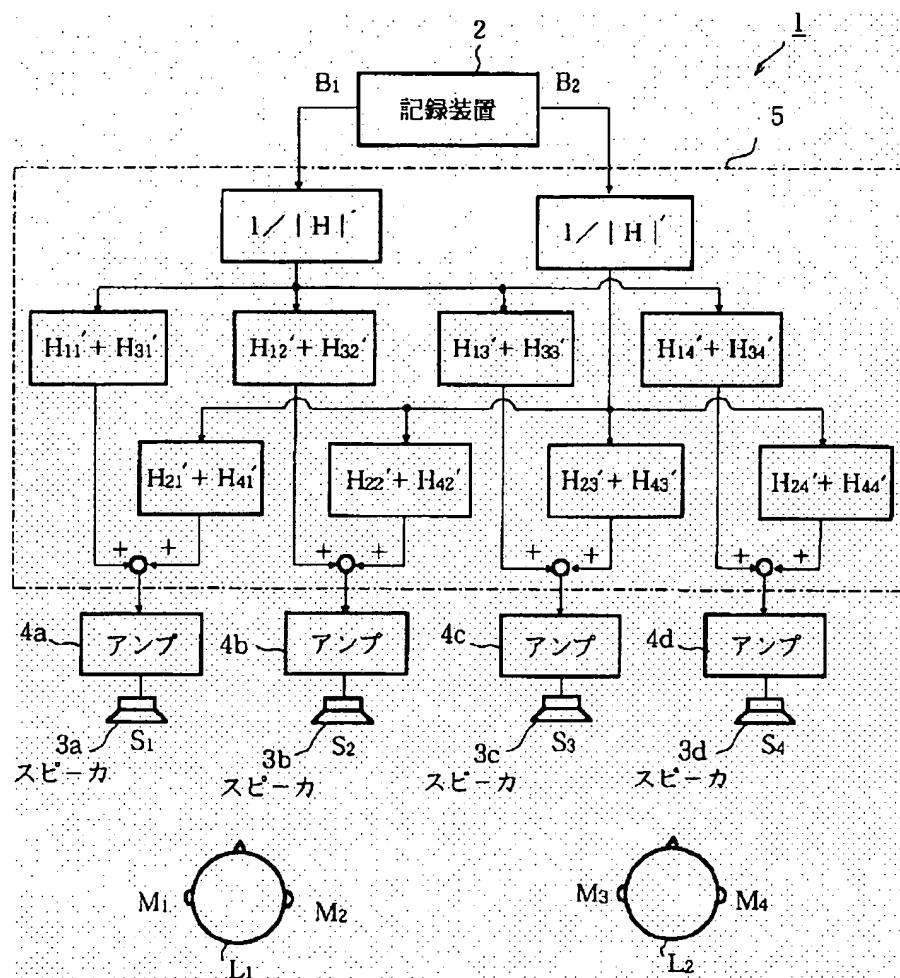 1
2
B1 記録装置 B2
5
1／｜H｜′ 1／｜H｜′
H11′+H31′ H12′+H32′ H13′+H33′ H14′+H34′
H21′+H41′ H22′+H42′ H23′+H43′ H24′+H44′
+ + + + + + + +
4a アンプ 4b アンプ 4c アンプ 4d アンプ
3a S1 3b S2 3c S3 3d S4
スピーカ スピーカ スピーカ スピーカ
M1 M2 M3 M4
L1 L2